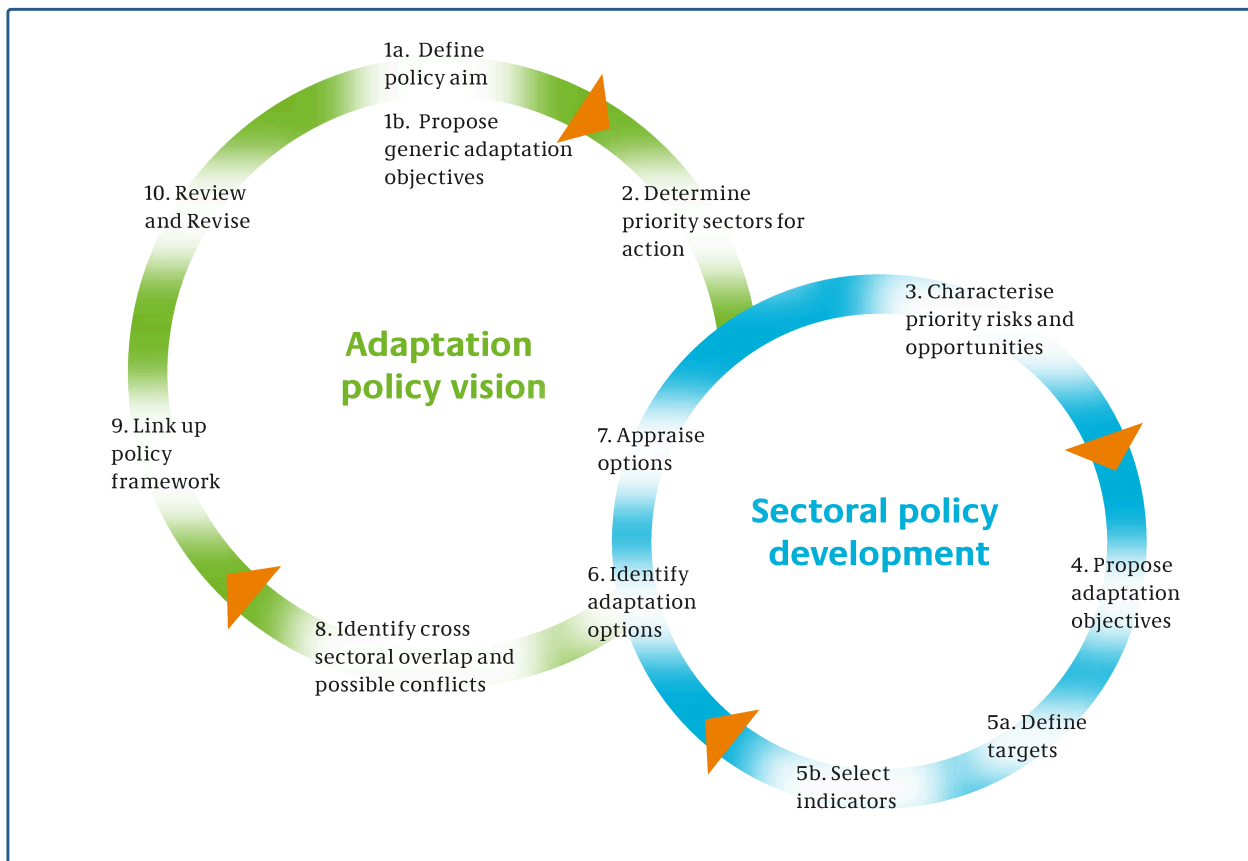 1a. Define
policy aim
1b. Propose
generic adaptation
objectives
2. Determine
priority sectors for
action
3. Characterise
priority risks and
opportunities
4. Propose
adaptation
objectives
5a. Define
targets
5b. Select
indicators
6. Identify
adaptation
options
7. Appraise
options
8. Identify cross
sectoral overlap and
possible conflicts
9. Link up
policy
framework
10. Review
and Revise
Adaptation
policy vision
Sectoral policy
development